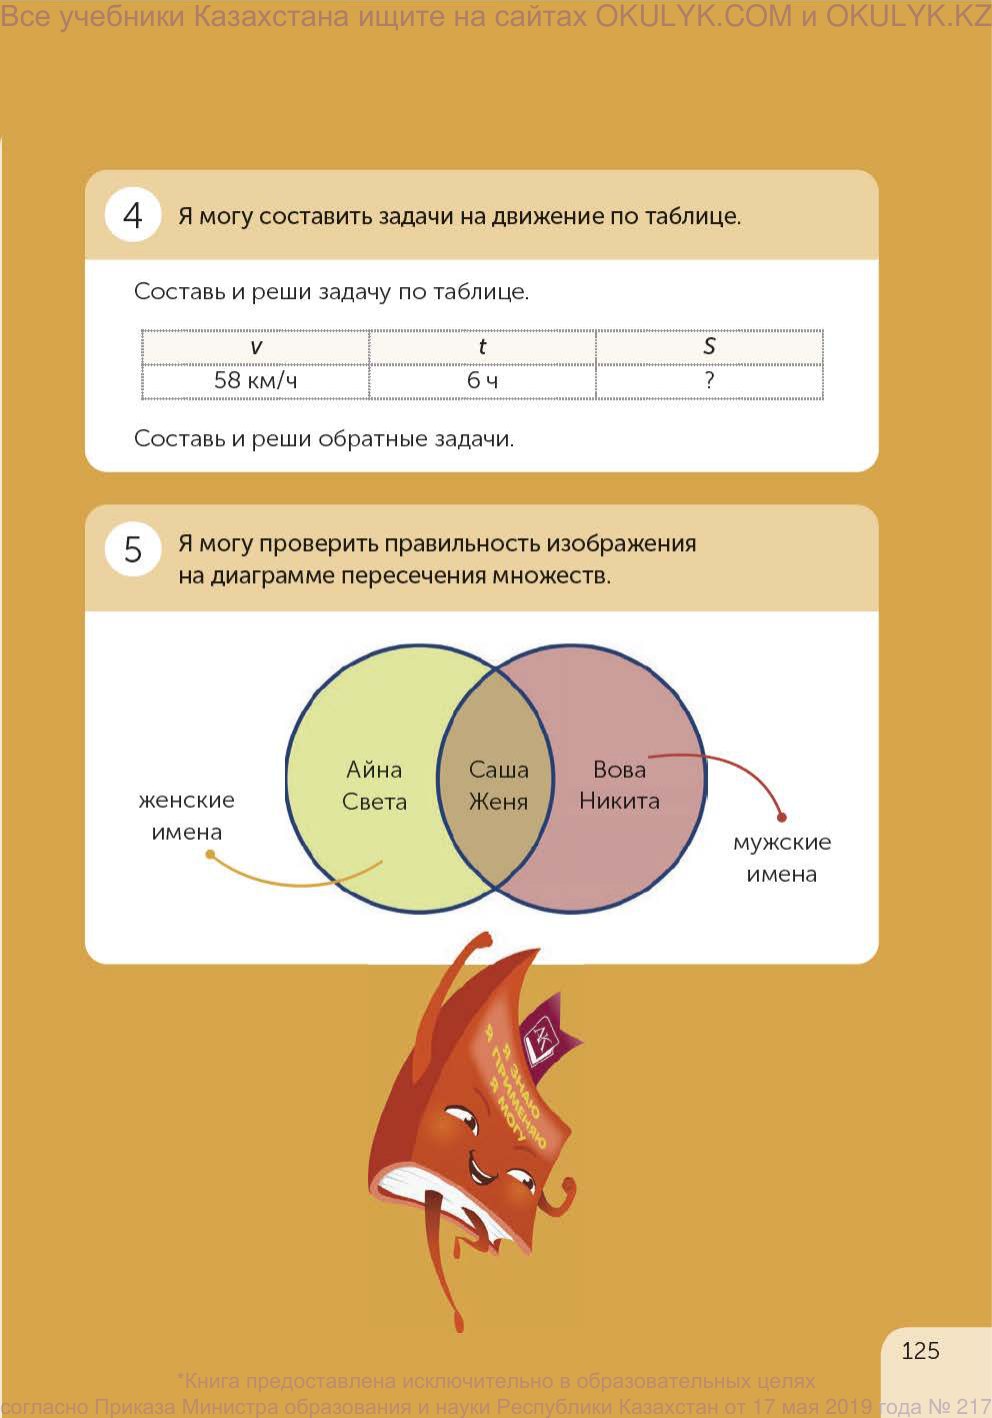 Все учебники Казахстана ищите на сайтах OKULYK.COM и OKULYK.KZ
4
Я могу составить задачи на движение по таблице.
Составь и реши задачу по таблице.
v t S
58 км/ч 6 ч ?
Составь и реши обратные задачи.
5
Я могу проверить правильность изображения
на диаграмме пересечения множеств.
Айна
Света
Саша
Женя
Вова
Никита
женские
имена
мужские
имена
АК
Я
Я ЗНАЮ
Я ПРИМЕНЯЮ
Я МОГУ
125
*Книга предоставлена исключительно в образовательных целях
согласно Приказа Министра образования и науки Республики Казахстан от 17 мая 2019 года № 217